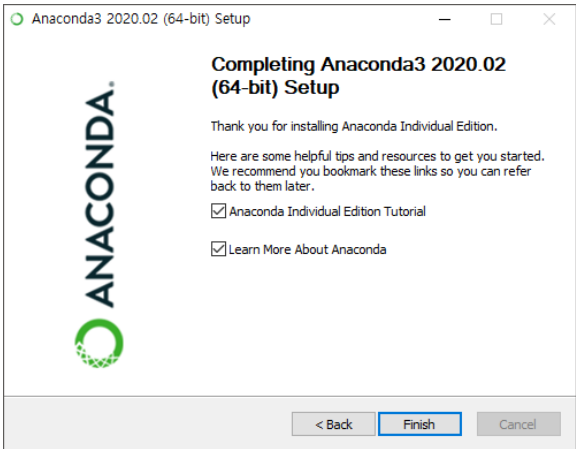 Anaconda3 2020.02 (64-bit) Setup
Completing Anaconda3 2020.02
(64-bit) Setup
Thank you for installing Anaconda Individual Edition.
Here are some helpful tips and resources to get you started.
We recommend you bookmark these links so you can refer
back to them later.
Anaconda Individual Edition Tutorial
Learn More About Anaconda
ANACONDA.
< Back
Finish
Cancel